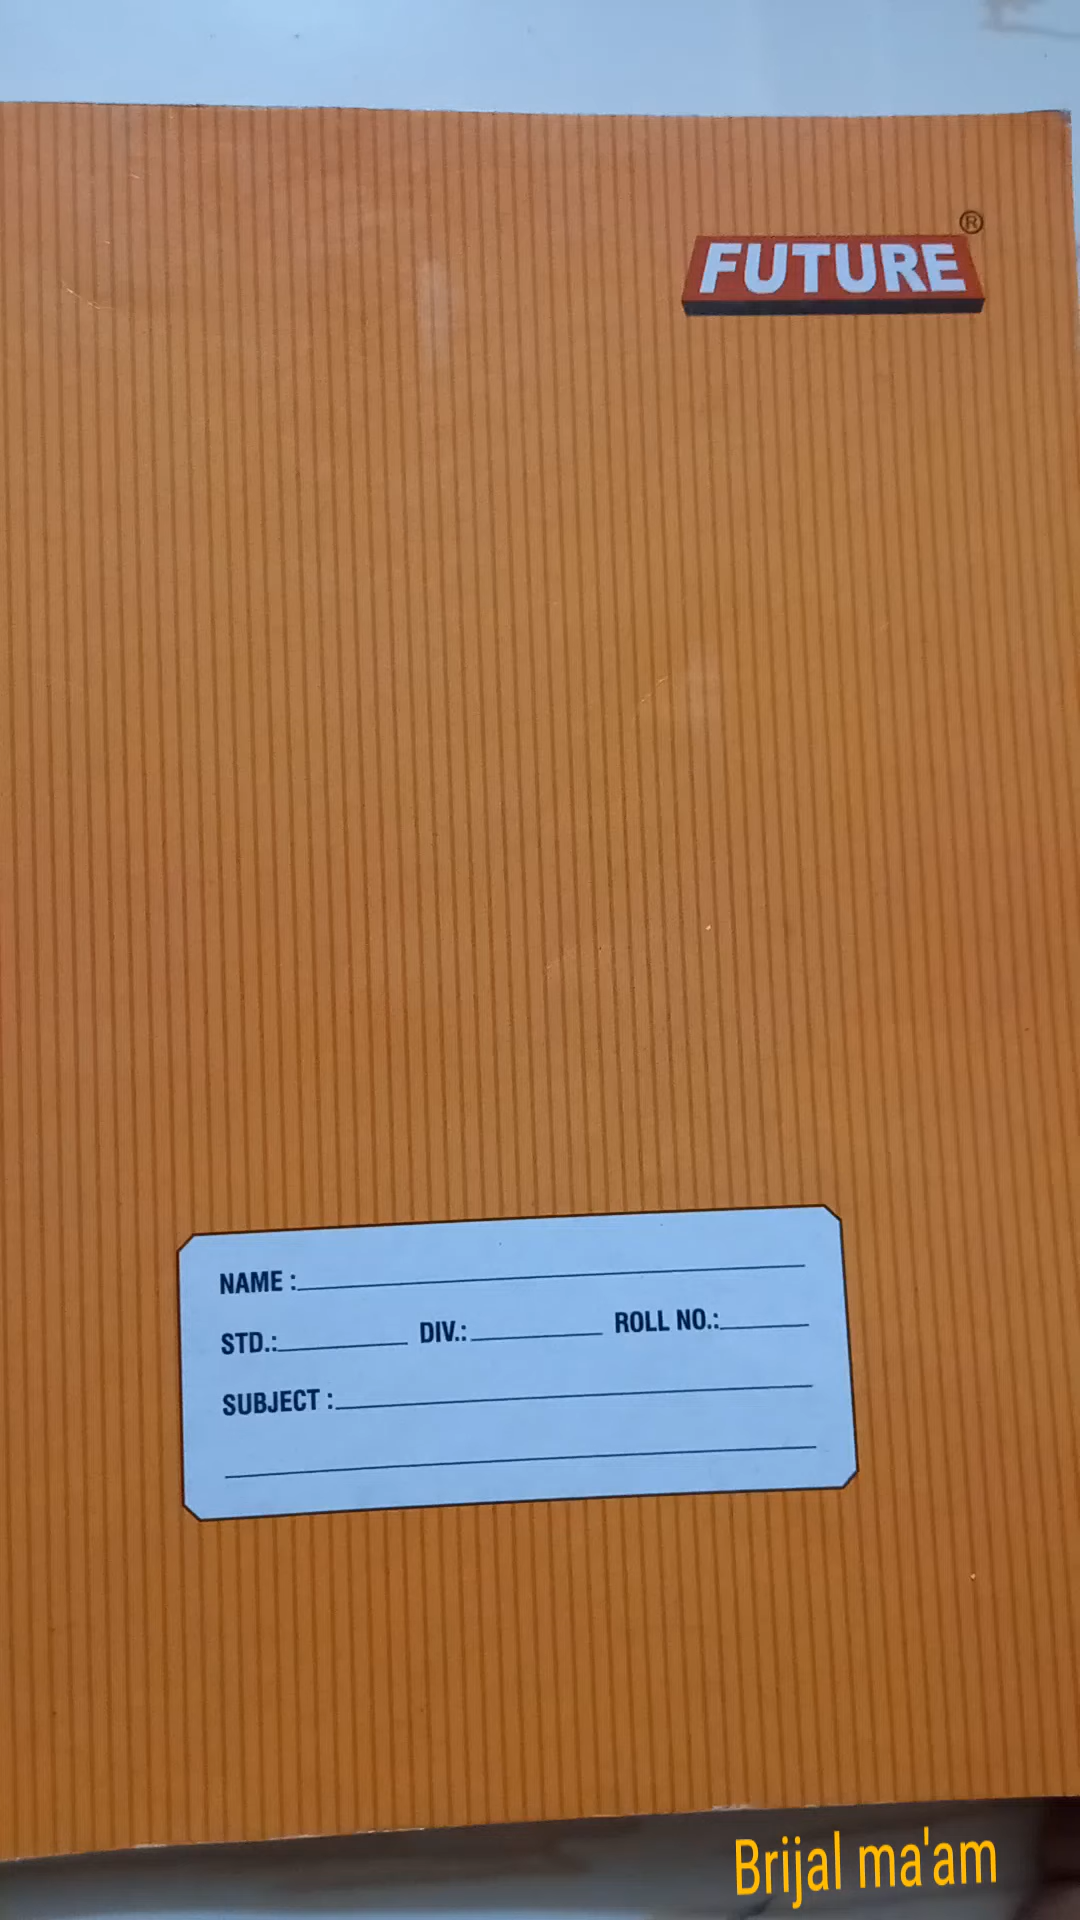 FUTURE ®
NAME :
STD.: DIV.: ROLL NO.:
SUBJECT :
Brijal ma'am